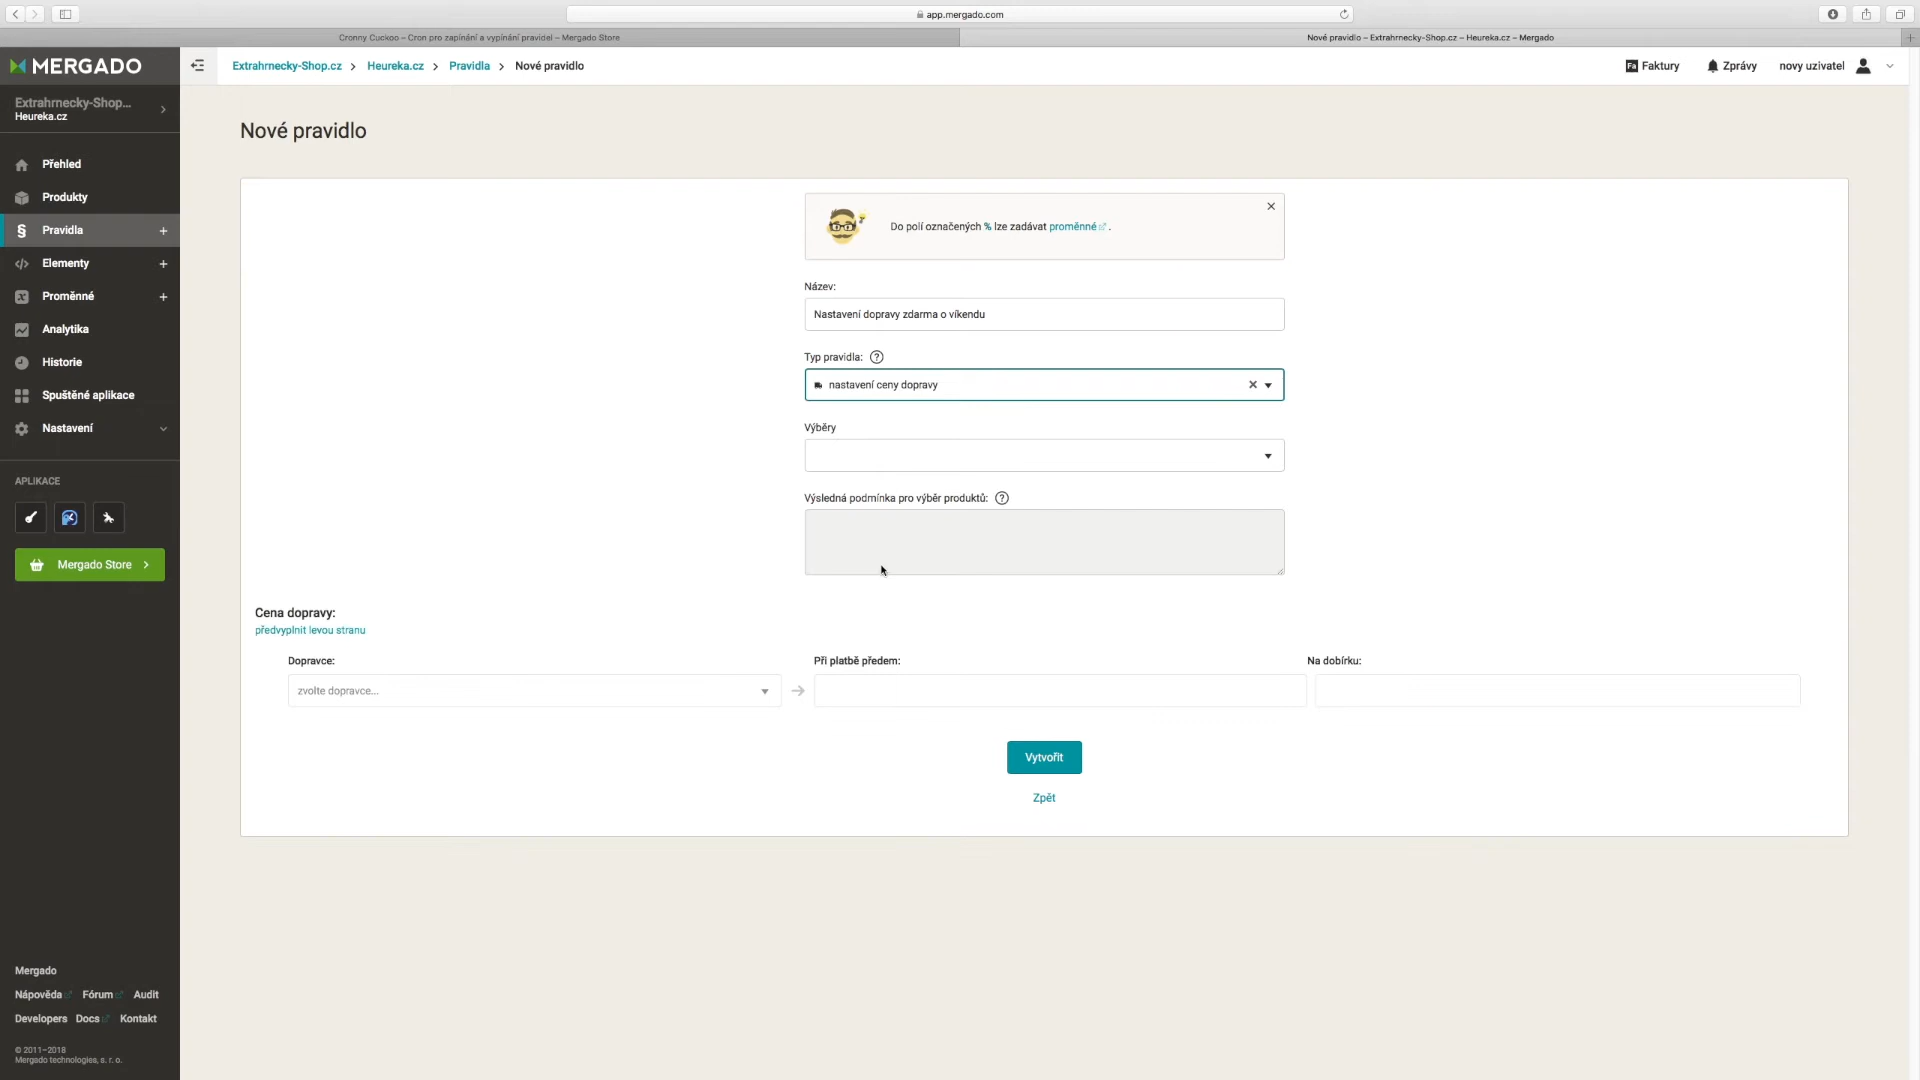 app.mergado.com
Cronny Cuckoo – Cron pro zapínání a vypínání pravidel – Mergado Store
Nové pravidlo – Extrahrnecky-Shop.cz – Heureka.cz – Mergado
MERGADO
Extrahrnecky-Shop.cz > Heureka.cz > Pravidla > Nové pravidlo
Faktury
Zprávy
novy uzivatel
Extrahrnecky-Shop...
Heureka.cz
Přehled
Produkty
§ Pravidla +
Elementy +
Proměnné +
Analytika
Historie
Spuštěné aplikace
Nastavení
APLIKACE
Mergado Store
Mergado
Nápověda Fórum Audit
Developers Docs Kontakt
© 2011–2018
Mergado technologies, s. r. o.
Nové pravidlo
Do polí označených % lze zadávat proměnné .
Název:
Nastavení dopravy zdarma o víkendu
Typ pravidla: ?
nastavení ceny dopravy
Výběry
Výsledná podmínka pro výběr produktů: ?
Cena dopravy:
předvyplnit levou stranu
Dopravce: Při platbě předem: Na dobírku:
zvolte dopravce...
Vytvořit
Zpět